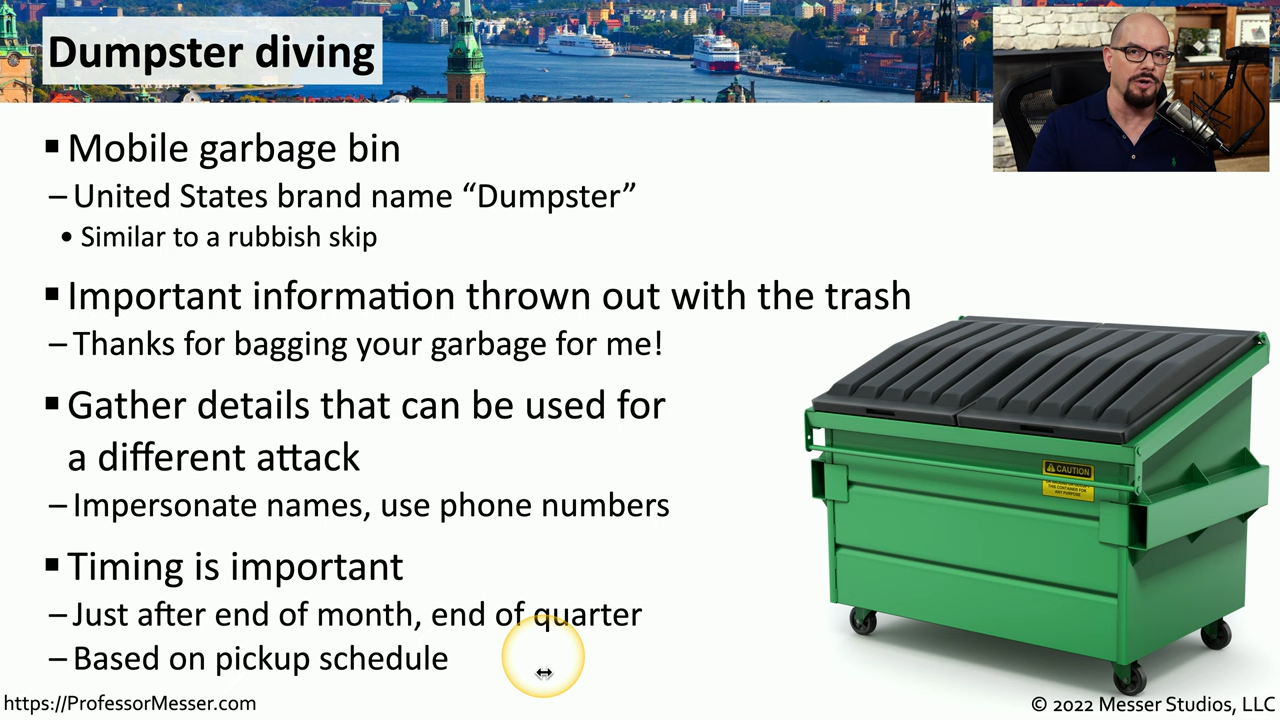 Dumpster diving
▪ Mobile garbage bin
– United States brand name “Dumpster”
• Similar to a rubbish skip
▪ Important information thrown out with the trash
– Thanks for bagging your garbage for me!
▪ Gather details that can be used for
a different attack
– Impersonate names, use phone numbers
▪ Timing is important
– Just after end of month, end of quarter
– Based on pickup schedule
CAUTION
https://ProfessorMesser.com
© 2022 Messer Studios, LLC